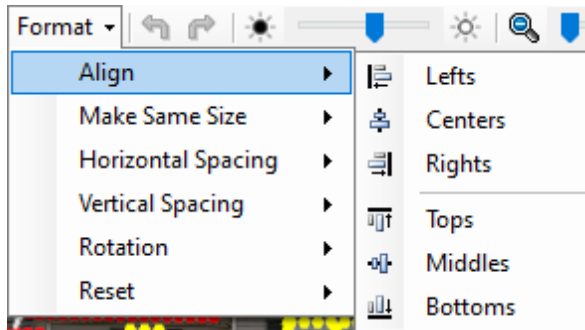 Format
Align
Make Same Size
Horizontal Spacing
Vertical Spacing
Rotation
Reset
Lefts
Centers
Rights
Tops
Middles
Bottoms